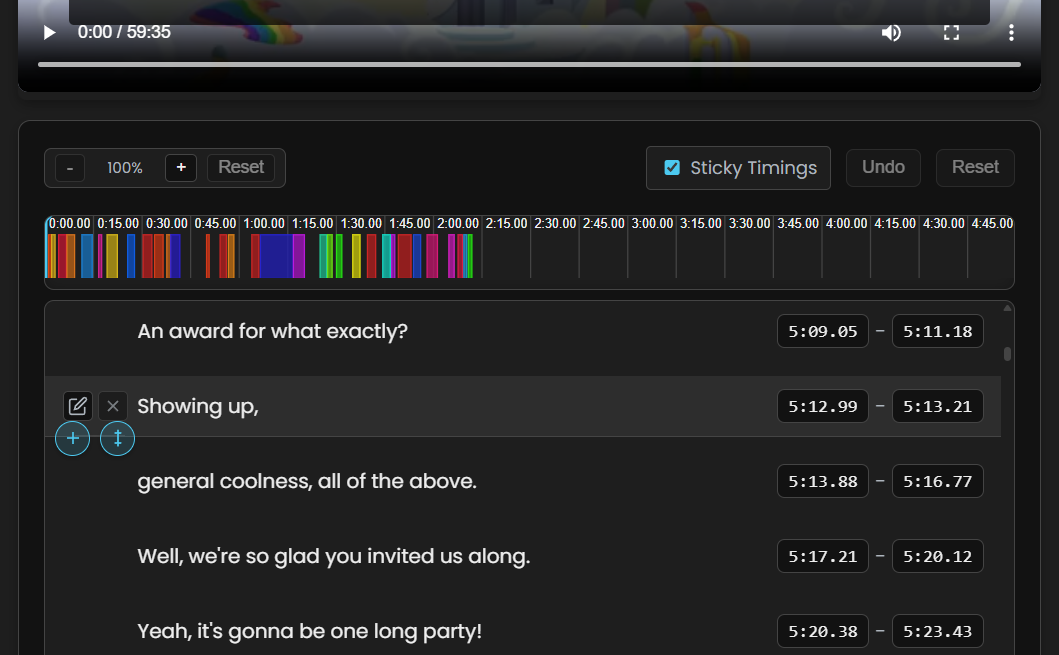 0:00 / 59:35
- 100% + Reset
Sticky Timings Undo Reset
0:00.00 0:15.00 0:30.00 0:45.00 1:00.00 1:15.00 1:30.00 1:45.00 2:00.00 2:15.00 2:30.00 2:45.00 3:00.00 3:15.00 3:30.00 3:45.00 4:00.00 4:15.00 4:30.00 4:45.00
An award for what exactly? 5:09.05 – 5:11.18
Showing up, 5:12.99 – 5:13.21
general coolness, all of the above. 5:13.88 – 5:16.77
Well, we're so glad you invited us along. 5:17.21 – 5:20.12
Yeah, it's gonna be one long party! 5:20.38 – 5:23.43